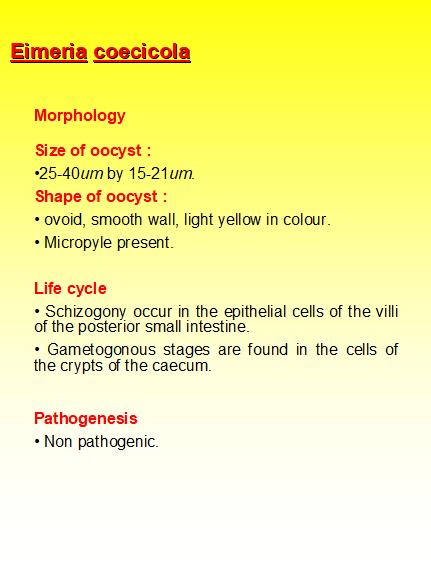 Eimeria coecicola
Morphology
Size of oocyst :
•25-40um by 15-21um.
Shape of oocyst :
• ovoid, smooth wall, light yellow in colour.
• Micropyle present.
Life cycle
• Schizogony occur in the epithelial cells of the villi
of the posterior small intestine.
• Gametogonous stages are found in the cells of
the crypts of the caecum.
Pathogenesis
• Non pathogenic.